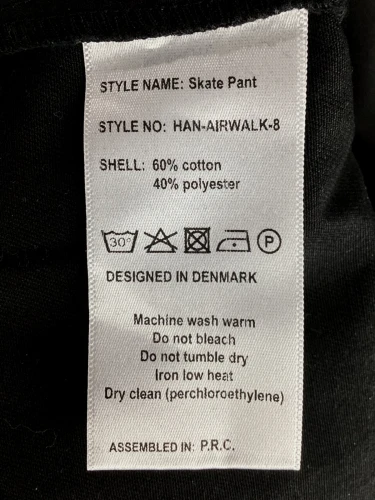 STYLE NAME: Skate Pant
STYLE NO: HAN-AIRWALK-8
SHELL: 60% cotton
40% polyester
30° P
DESIGNED IN DENMARK
Machine wash warm
Do not bleach
Do not tumble dry
Iron low heat
Dry clean (perchloroethylene)
ASSEMBLED IN: P.R.C.